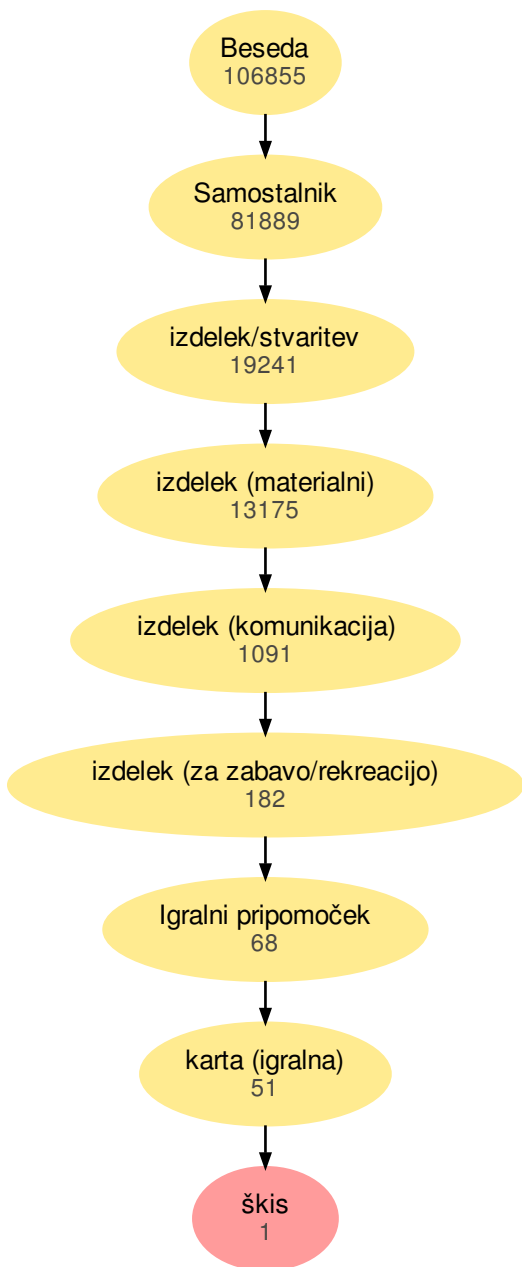 Beseda
106855
Samostalnik
81889
izdelek/stvaritev
19241
izdelek (materialni)
13175
izdelek (komunikacija)
1091
izdelek (za zabavo/rekreacijo)
182
Igralni pripomoček
68
karta (igralna)
51
škis
1